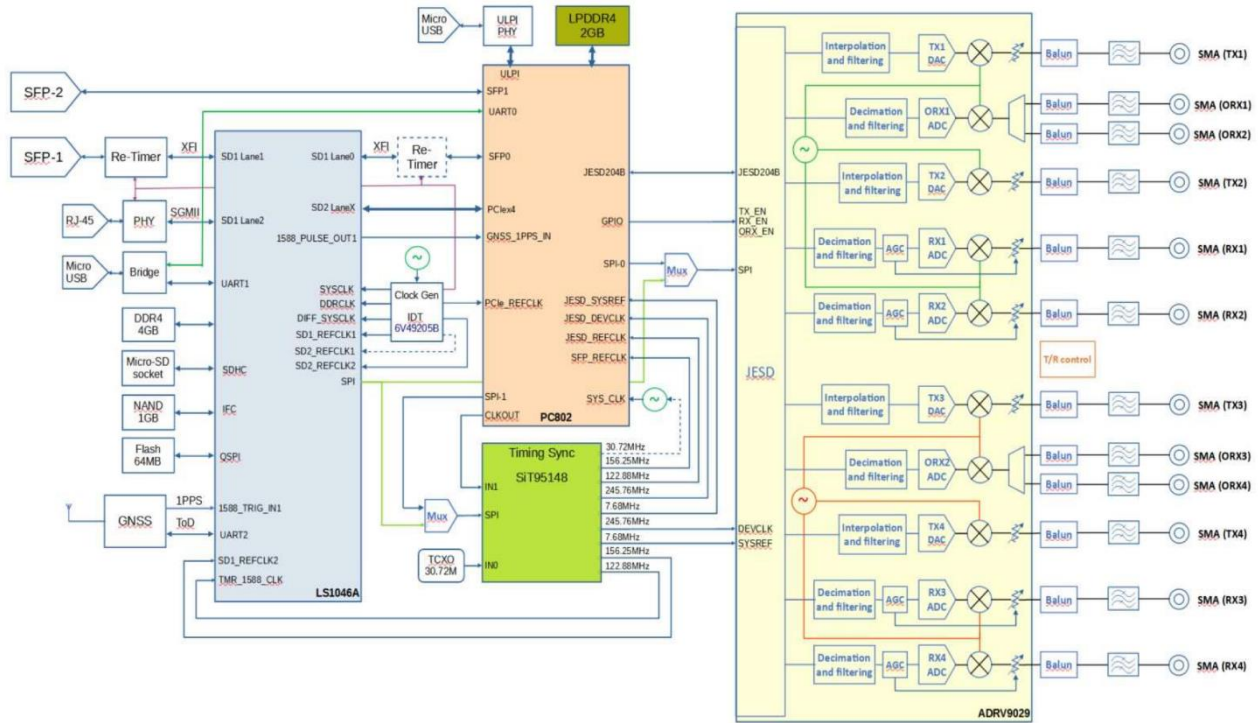 Micro
USB
ULPI
PHY
LPDDR4
2GB
ULPI
SFP-2
SFP1
UART0
SFP-1
Re-Timer
XFI
SD1 Lane1
SD1 Lane0
XFI
Re-
Timer
SFP0
RJ-45
PHY
SGMII
SD1 Lane2
SD2 LaneX
PCIex4
1588_PULSE_OUT1
GNSS_1PPS_IN
Micro
USB
Bridge
UART1
SYSCLK
DDRCLK
DIFF_SYSCLK
SD1_REFCLK1
SD2_REFCLK1
SD2_REFCLK2
SPI
Clock Gen
IDT
6V49205B
PCIe_REFCLK
DDR4
4GB
Micro-SD
socket
SDHC
NAND
1GB
IFC
Flash
64MB
QSPI
GNSS
1PPS
ToD
1588_TRIG_IN1
UART2
SD1_REFCLK2
TMR_1588_CLK
LS1046A
JESD204B
GPIO
SPI-0
Mux
JESD_SYSREF
JESD_DEVCLK
JESD_REFCLK
SFP_REFCLK
SPI-1
CLKOUT
SYS_CLK
PC802
Timing Sync
SiT95148
IN1
SPI
IN0
Mux
TCXO
30.72M
30.72MHz
156.25MHz
122.88MHz
245.76MHz
7.68MHz
245.76MHz
7.68MHz
156.25MHz
122.88MHz
JESD204B
TX_EN
RX_EN
ORX_EN
SPI
JESD
DEVCLK
SYSREF
Interpolation
and filtering
TX1
DAC
Balun
SMA (TX1)
Decimation
and filtering
ORX1
ADC
Balun
SMA (ORX1)
Balun
SMA (ORX2)
Interpolation
and filtering
TX2
DAC
Balun
SMA (TX2)
Decimation
and filtering
AGC
RX1
ADC
Balun
SMA (RX1)
Decimation
and filtering
AGC
RX2
ADC
Balun
SMA (RX2)
T/R control
Interpolation
and filtering
TX3
DAC
Balun
SMA (TX3)
Decimation
and filtering
ORX2
ADC
Balun
SMA (ORX3)
Balun
SMA (ORX4)
Interpolation
and filtering
TX4
DAC
Balun
SMA (TX4)
Decimation
and filtering
AGC
RX3
ADC
Balun
SMA (RX3)
Decimation
and filtering
AGC
RX4
ADC
Balun
SMA (RX4)
ADRV9029